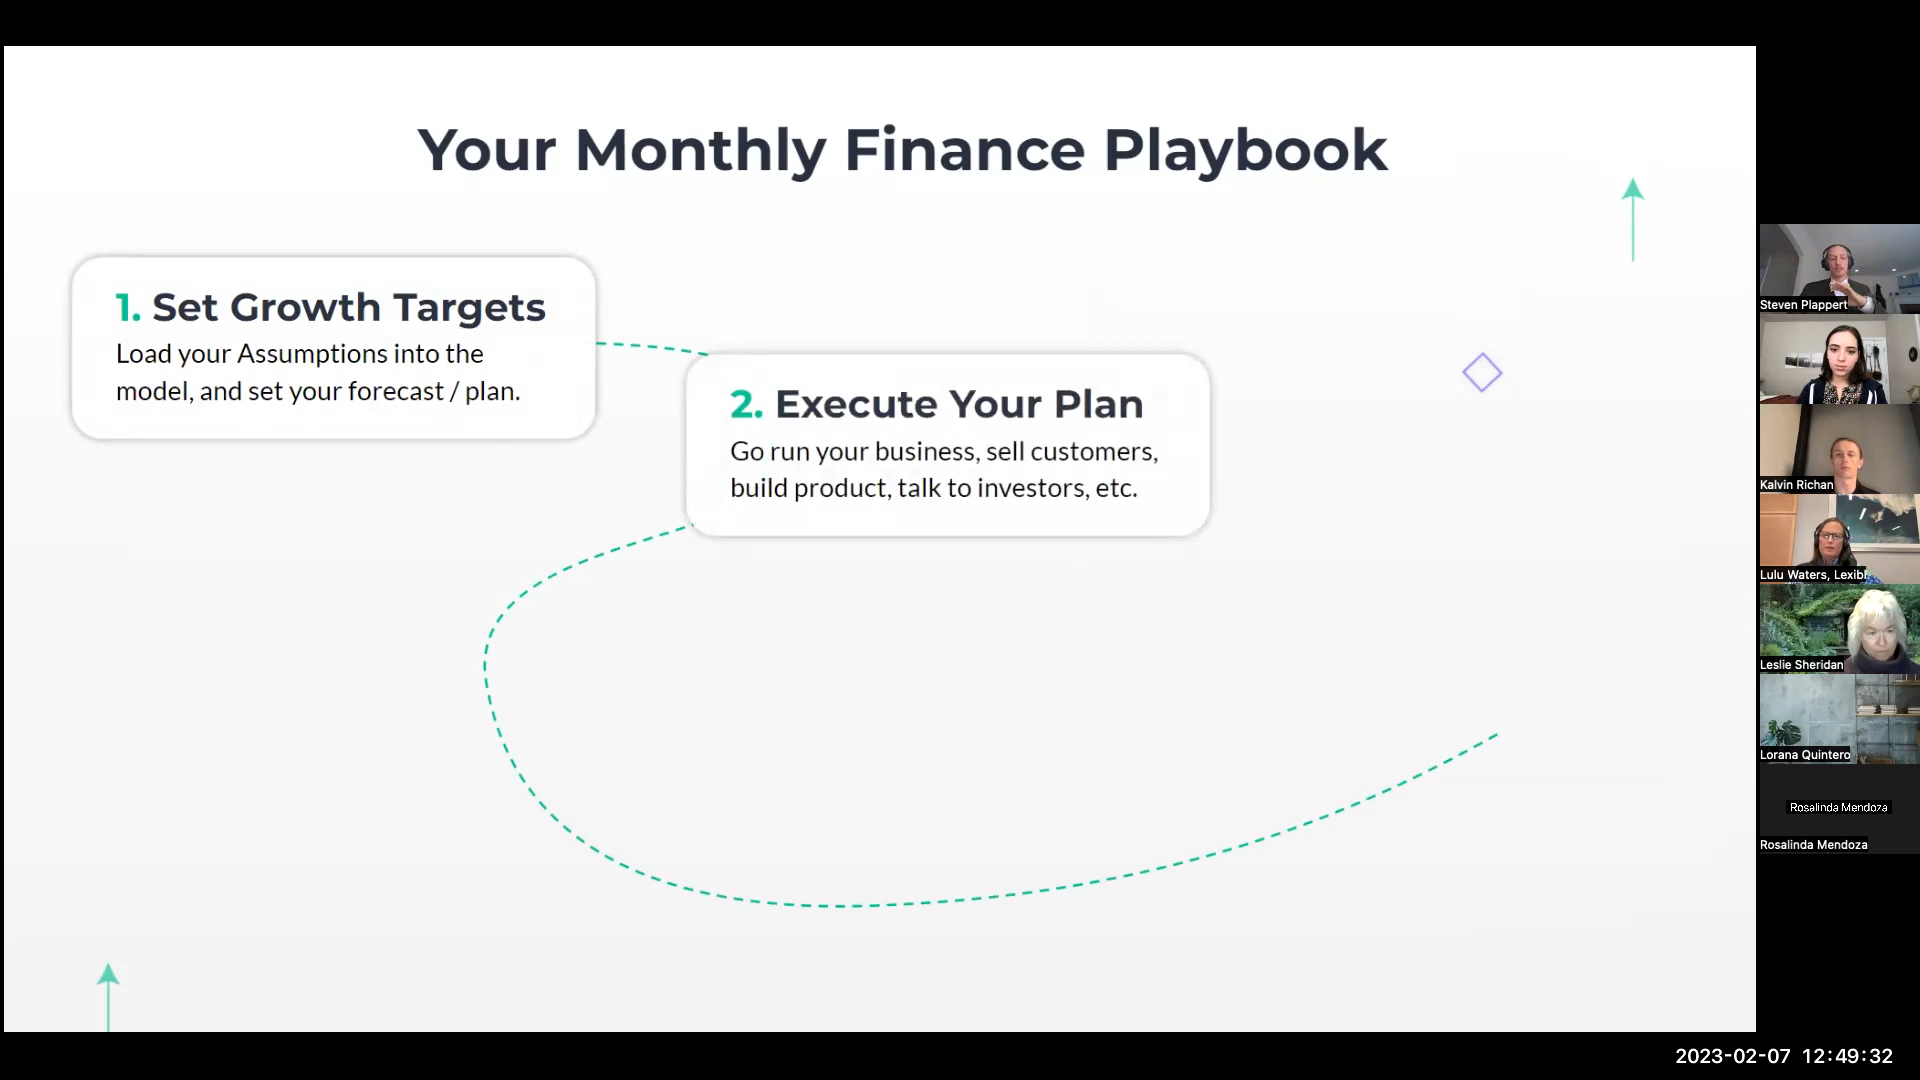 Your Monthly Finance Playbook
1. Set Growth Targets
Load your Assumptions into the
model, and set your forecast / plan.
2. Execute Your Plan
Go run your business, sell customers,
build product, talk to investors, etc.
Steven Plappert
Kalvin Richan
Lulu Waters, Lexibl
Leslie Sheridan
Lorana Quintero
Rosalinda Mendoza
Rosalinda Mendoza
2023-02-07 12:49:32